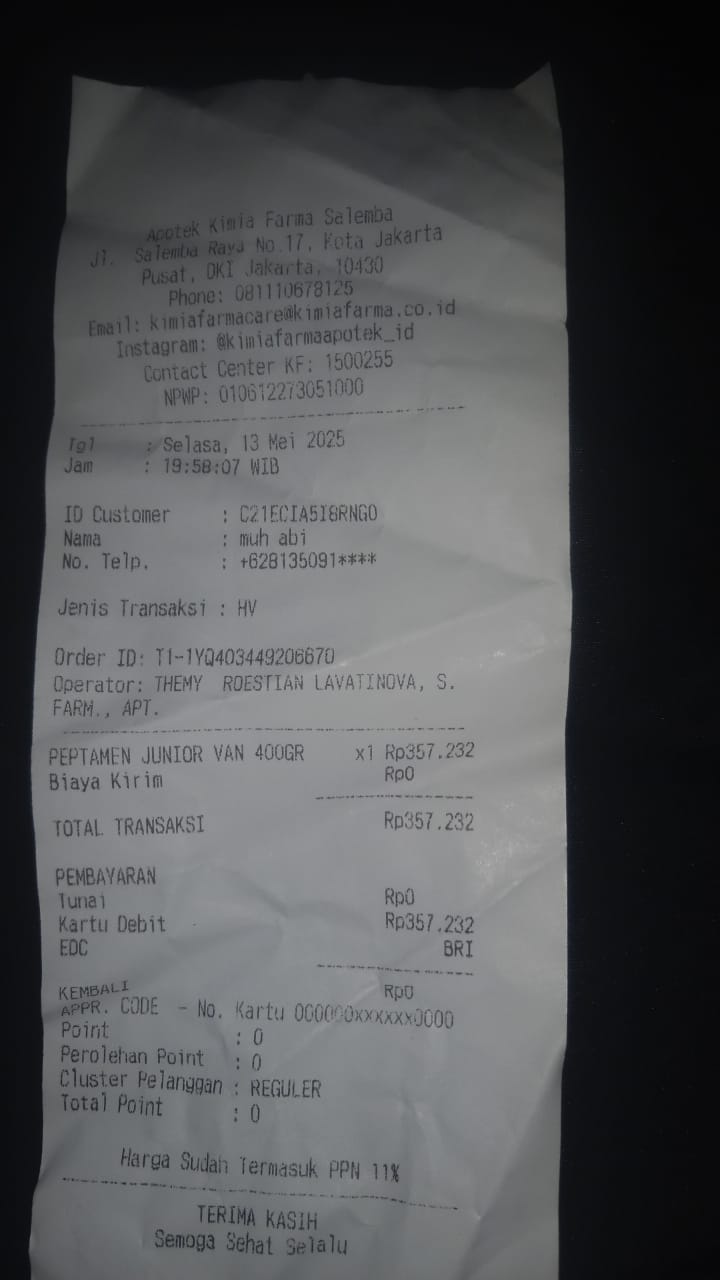 Apotek Kimia Farma Salemba
Jl. Salemba Raya No.17, Kota Jakarta
Pusat, DKI Jakarta, 10430
Phone: 081110678125
Email: kimiafarmacare@kimiafarma.co.id
Instagram: @kimiafarmaapotek_id
Contact Center KF: 1500255
NPWP: 010612273051000
Tgl : Selasa, 13 Mei 2025
Jam : 19:58:07 WIB
ID Customer : C21ECIA5I8RNGO
Nama : muh abi
No. Telp. : +628135091****
Jenis Transaksi : HV
Order ID: T1-1YQ403449206670
Operator: THEMY ROESTIAN LAVATINOVA, S.
FARM., APT.
PEPTAMEN JUNIOR VAN 400GR x1 Rp357.232
Biaya Kirim Rp0
TOTAL TRANSAKSI Rp357.232
PEMBAYARAN
Tunai Rp0
Kartu Debit Rp357.232
EDC BRI
KEMBALI Rp0
APPR. CODE - No. Kartu 000000xxxxxx0000
Point : 0
Perolehan Point : 0
Cluster Pelanggan : REGULER
Total Point : 0
Harga Sudah Termasuk PPN 11%
TERIMA KASIH
Semoga Sehat Selalu